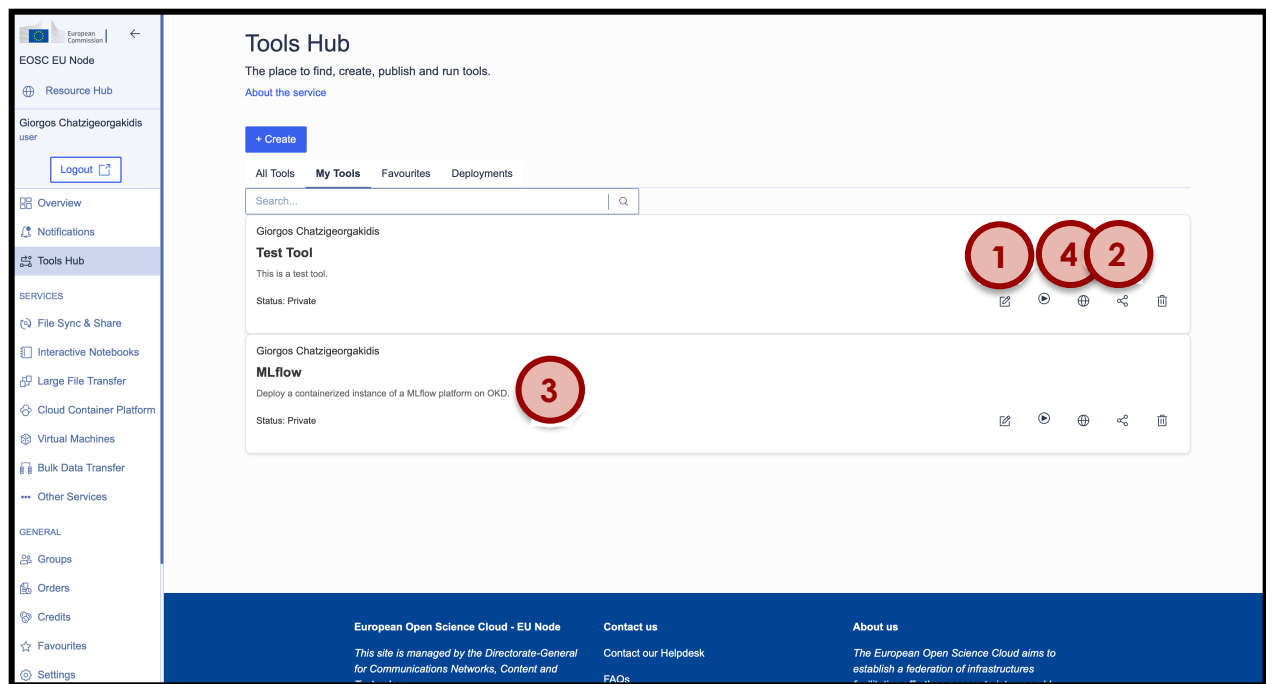 European
Commission
EOSC EU Node
Resource Hub
Giorgos Chatzigeorgakidis
user
Logout
Overview
Notifications
Tools Hub
SERVICES
File Sync & Share
Interactive Notebooks
Large File Transfer
Cloud Container Platform
Virtual Machines
Bulk Data Transfer
Other Services
GENERAL
Groups
Orders
Credits
Favourites
Settings
Tools Hub
The place to find, create, publish and run tools.
About the service
+ Create
All Tools My Tools Favourites Deployments
Search...
Giorgos Chatzigeorgakidis
Test Tool
This is a test tool.
Status: Private
1 4 2
Giorgos Chatzigeorgakidis
MLflow
Deploy a containerized instance of a MLflow platform on OKD.
3
Status: Private
European Open Science Cloud - EU Node
This site is managed by the Directorate-General
for Communications Networks, Content and
Contact us
Contact our Helpdesk
FAQs
About us
The European Open Science Cloud aims to
establish a federation of infrastructures